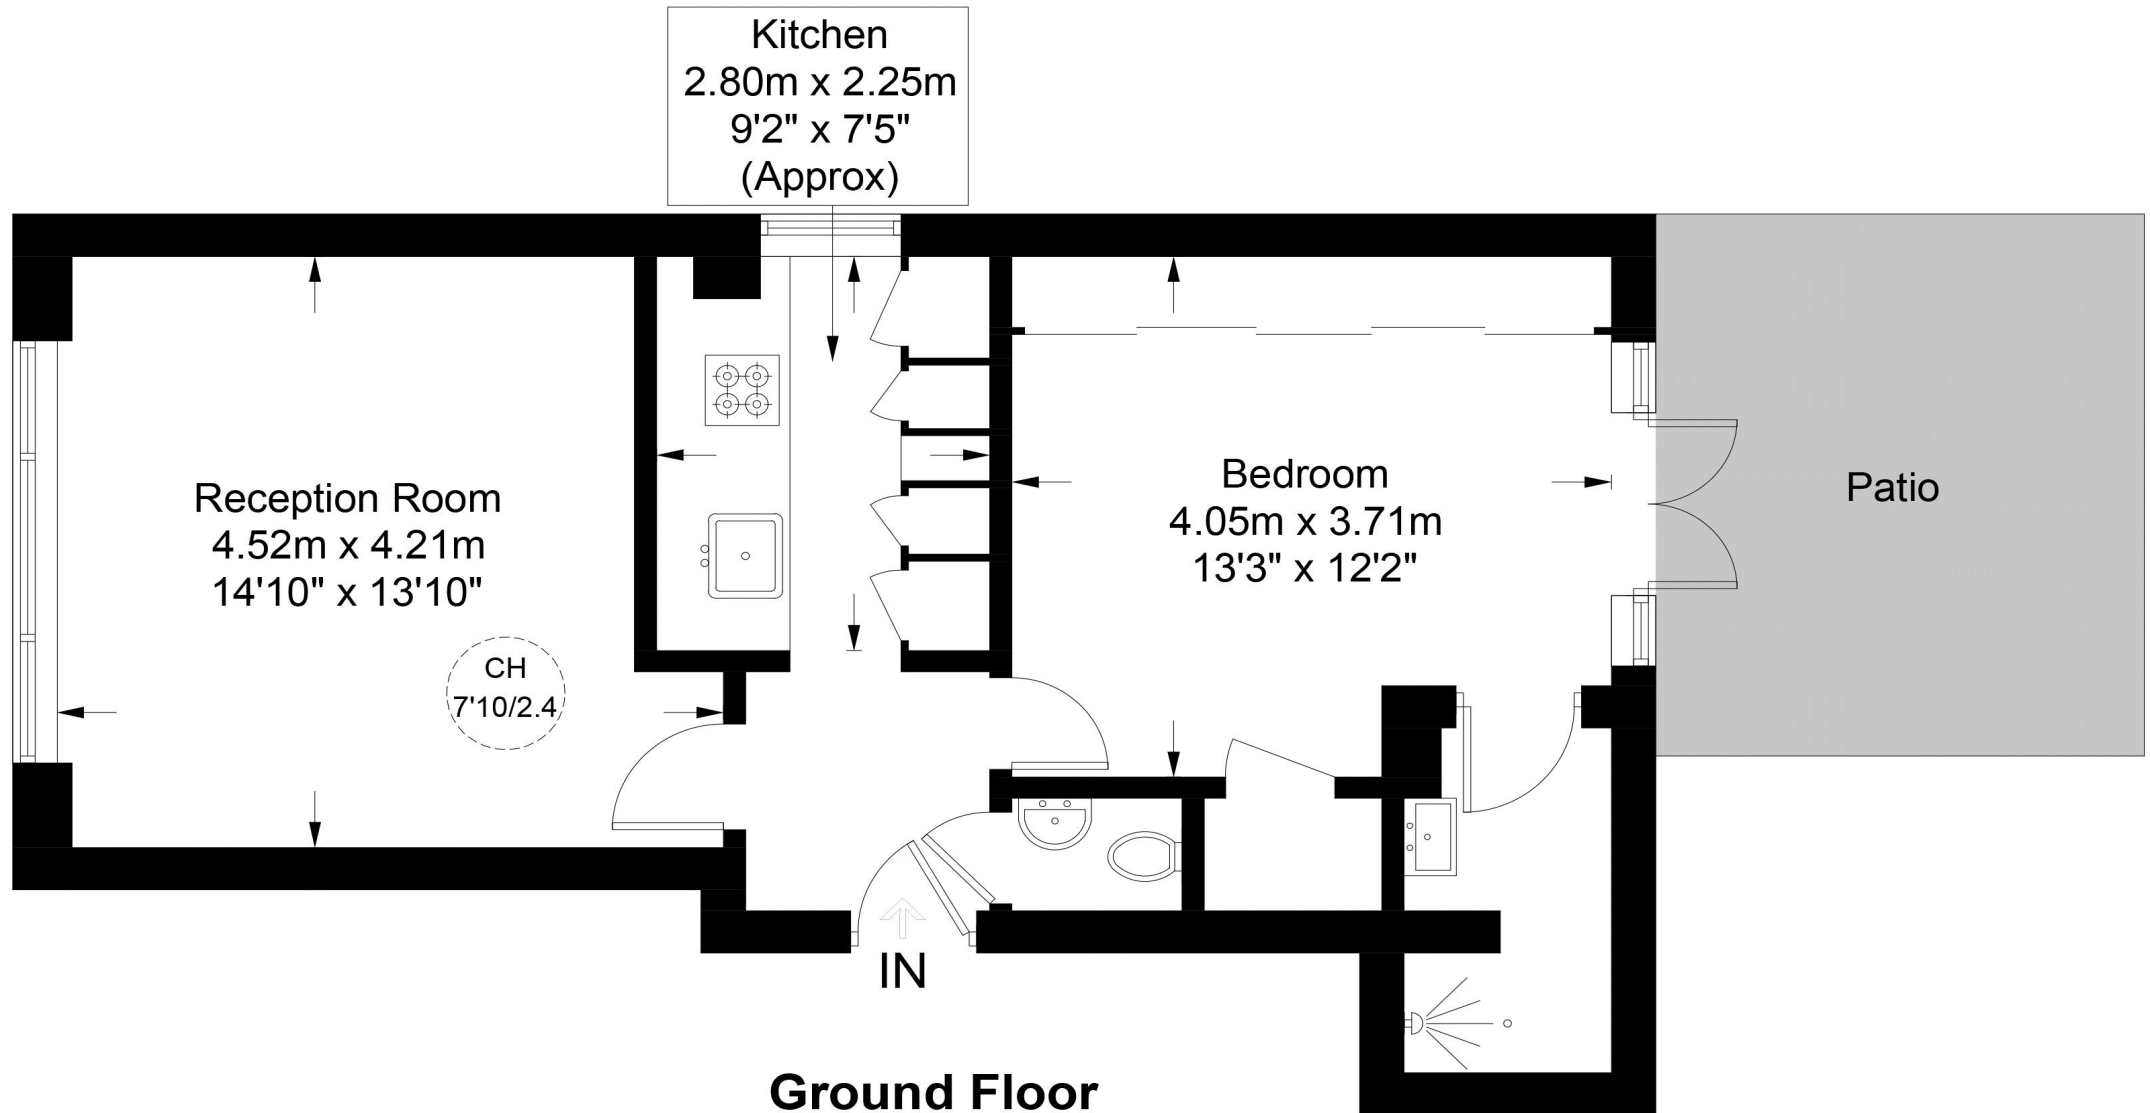 Kitchen
2.80m x 2.25m
9'2" x 7'5"
(Approx)
Reception Room
4.52m x 4.21m
14'10" x 13'10"
CH
7'10/2.4
Bedroom
4.05m x 3.71m
13'3" x 12'2"
Patio
IN
Ground Floor